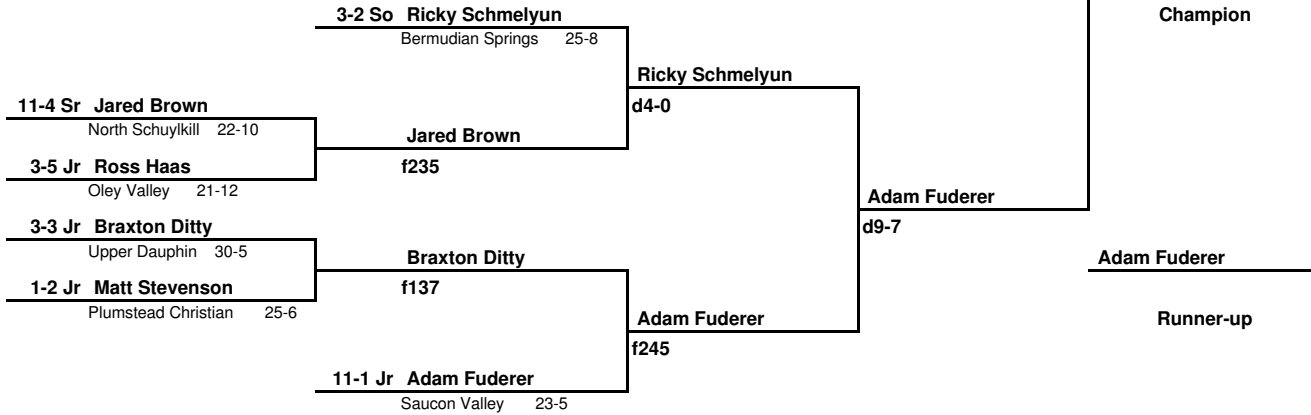 3-2 So Ricky Schmelyun Champion
Bermudian Springs 25-8
Ricky Schmelyun
11-4 Sr Jared Brown d4-0
North Schuylkill 22-10 Jared Brown
3-5 Jr Ross Haas f235
Oley Valley 21-12 Adam Fuderer
3-3 Jr Braxton Ditty d9-7
Upper Dauphin 30-5 Braxton Ditty Adam Fuderer
1-2 Jr Matt Stevenson f137
Plumstead Christian 25-6 Adam Fuderer Runner-up
f245
11-1 Jr Adam Fuderer
Saucon Valley 23-5